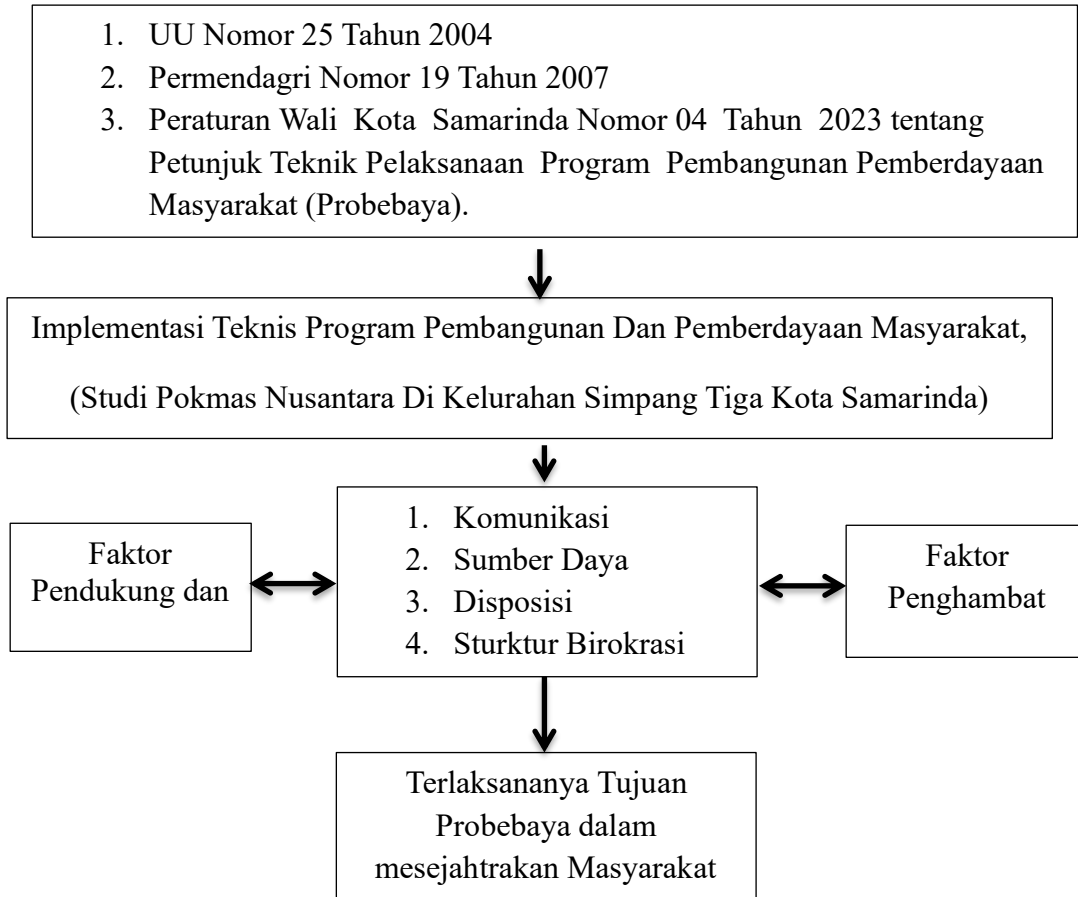 1. UU Nomor 25 Tahun 2004
2. Permendagri Nomor 19 Tahun 2007
3. Peraturan Wali Kota Samarinda Nomor 04 Tahun 2023 tentang
Petunjuk Teknik Pelaksanaan Program Pembangunan Pemberdayaan
Masyarakat (Probebaya).
Implementasi Teknis Program Pembangunan Dan Pemberdayaan Masyarakat,
(Studi Pokmas Nusantara Di Kelurahan Simpang Tiga Kota Samarinda)
Faktor
Pendukung dan
1. Komunikasi
2. Sumber Daya
3. Disposisi
4. Sturktur Birokrasi
Faktor
Penghambat
Terlaksananya Tujuan
Probebaya dalam
mesejahtrakan Masyarakat